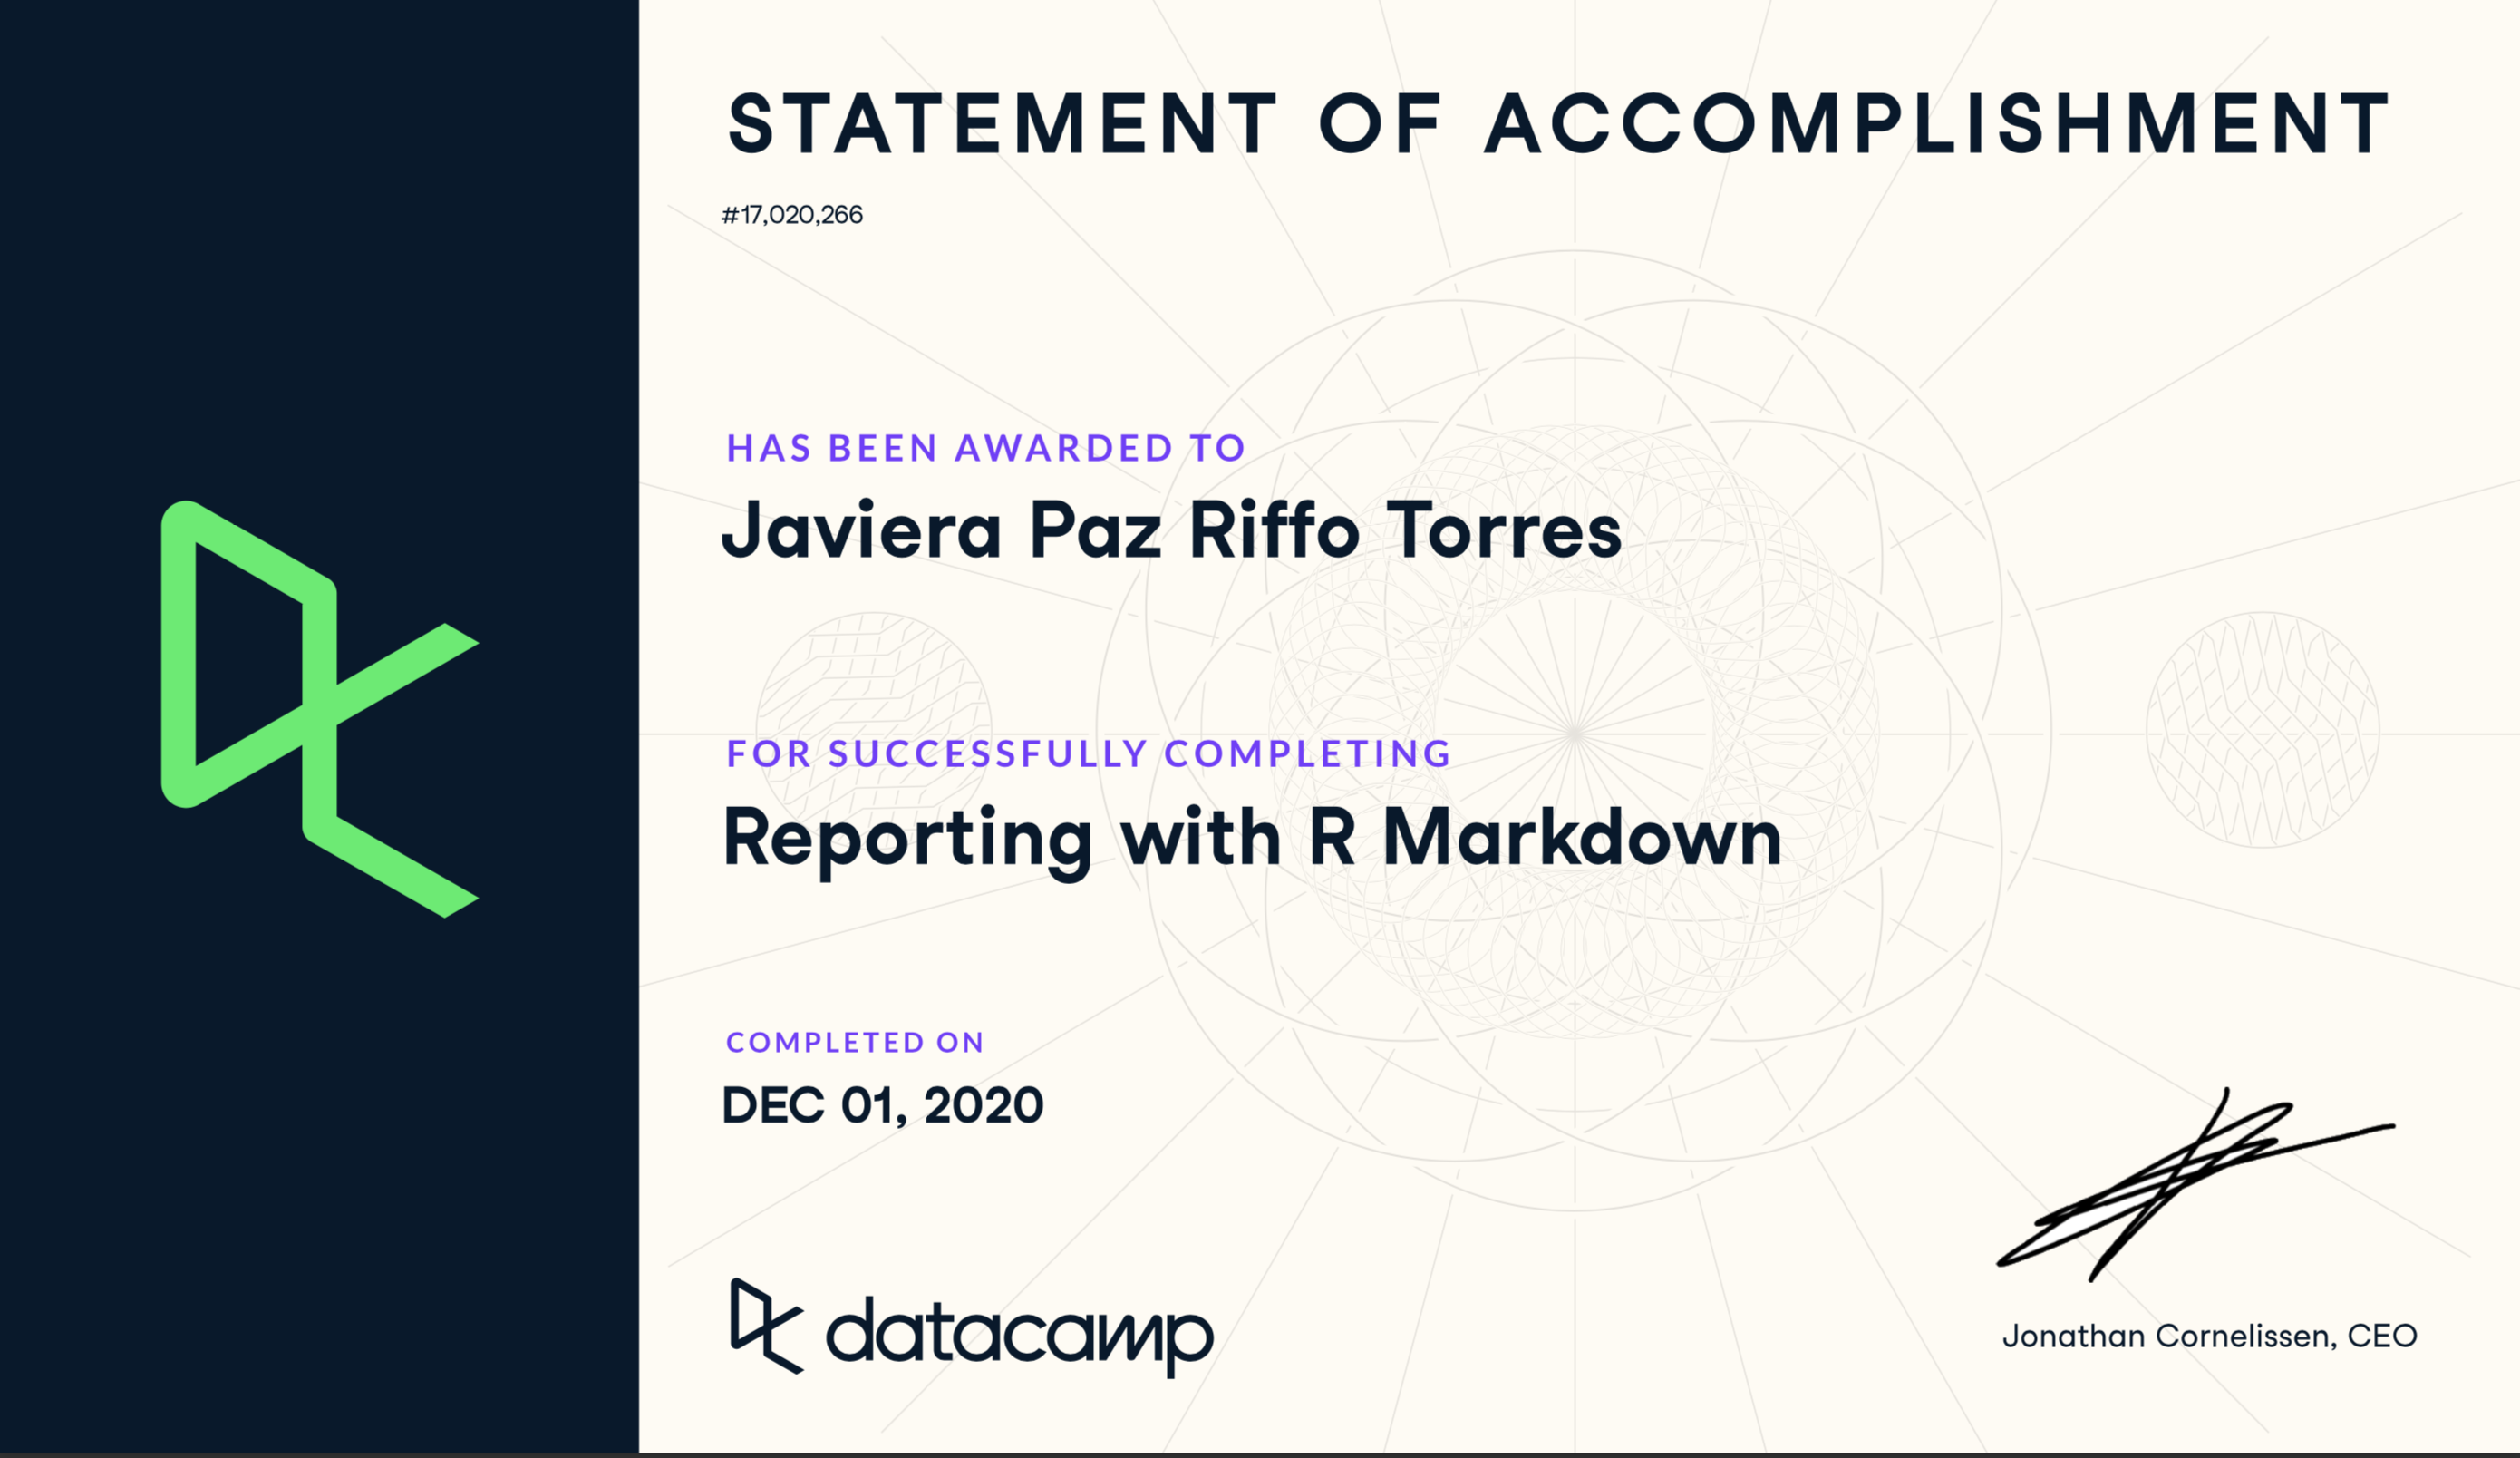 STATEMENT OF ACCOMPLISHMENT
#17,020,266
HAS BEEN AWARDED TO
Javiera Paz Riffo Torres
FOR SUCCESSFULLY COMPLETING
Reporting with R Markdown
COMPLETED ON
DEC 01, 2020
datacamp
Jonathan Cornelissen, CEO